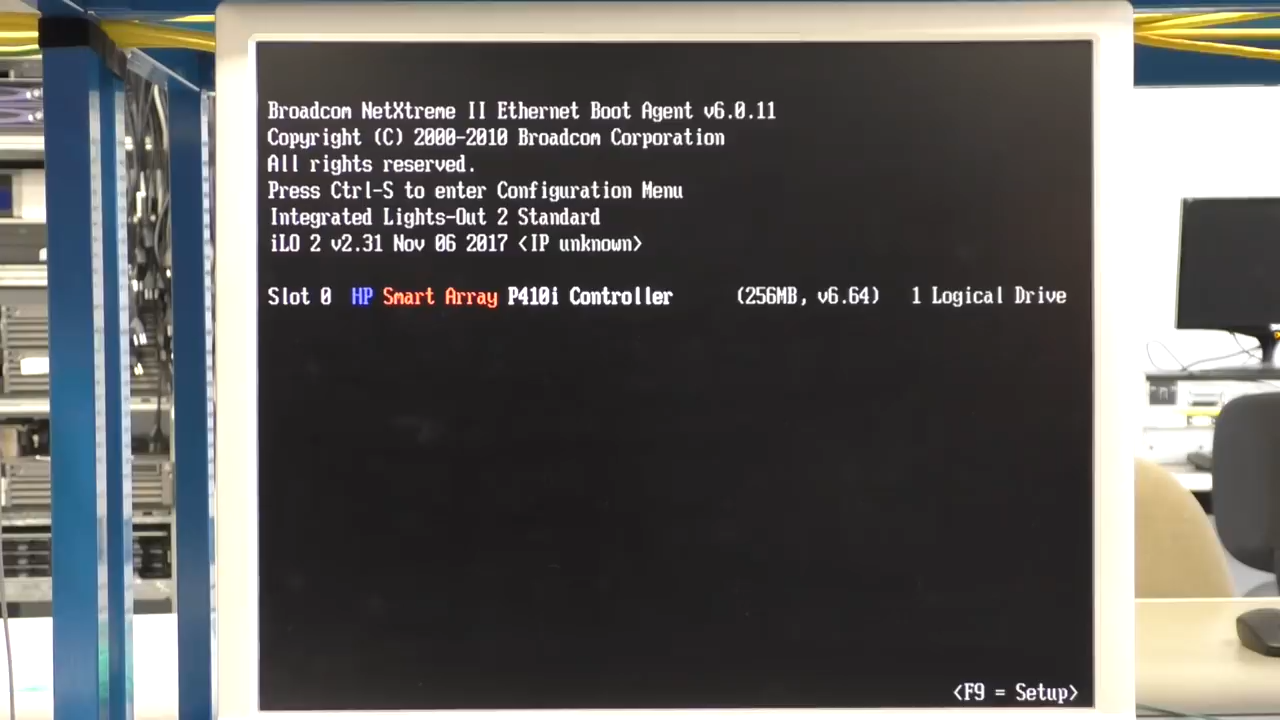 Broadcom NetXtreme II Ethernet Boot Agent v6.0.11
Copyright (C) 2000-2010 Broadcom Corporation
All rights reserved.
Press Ctrl-S to enter Configuration Menu
Integrated Lights-Out 2 Standard
iLO 2 v2.31 Nov 06 2017 <IP unknown>
Slot 0 HP Smart Array P410i Controller (256MB, v6.64) 1 Logical Drive
<F9 = Setup>